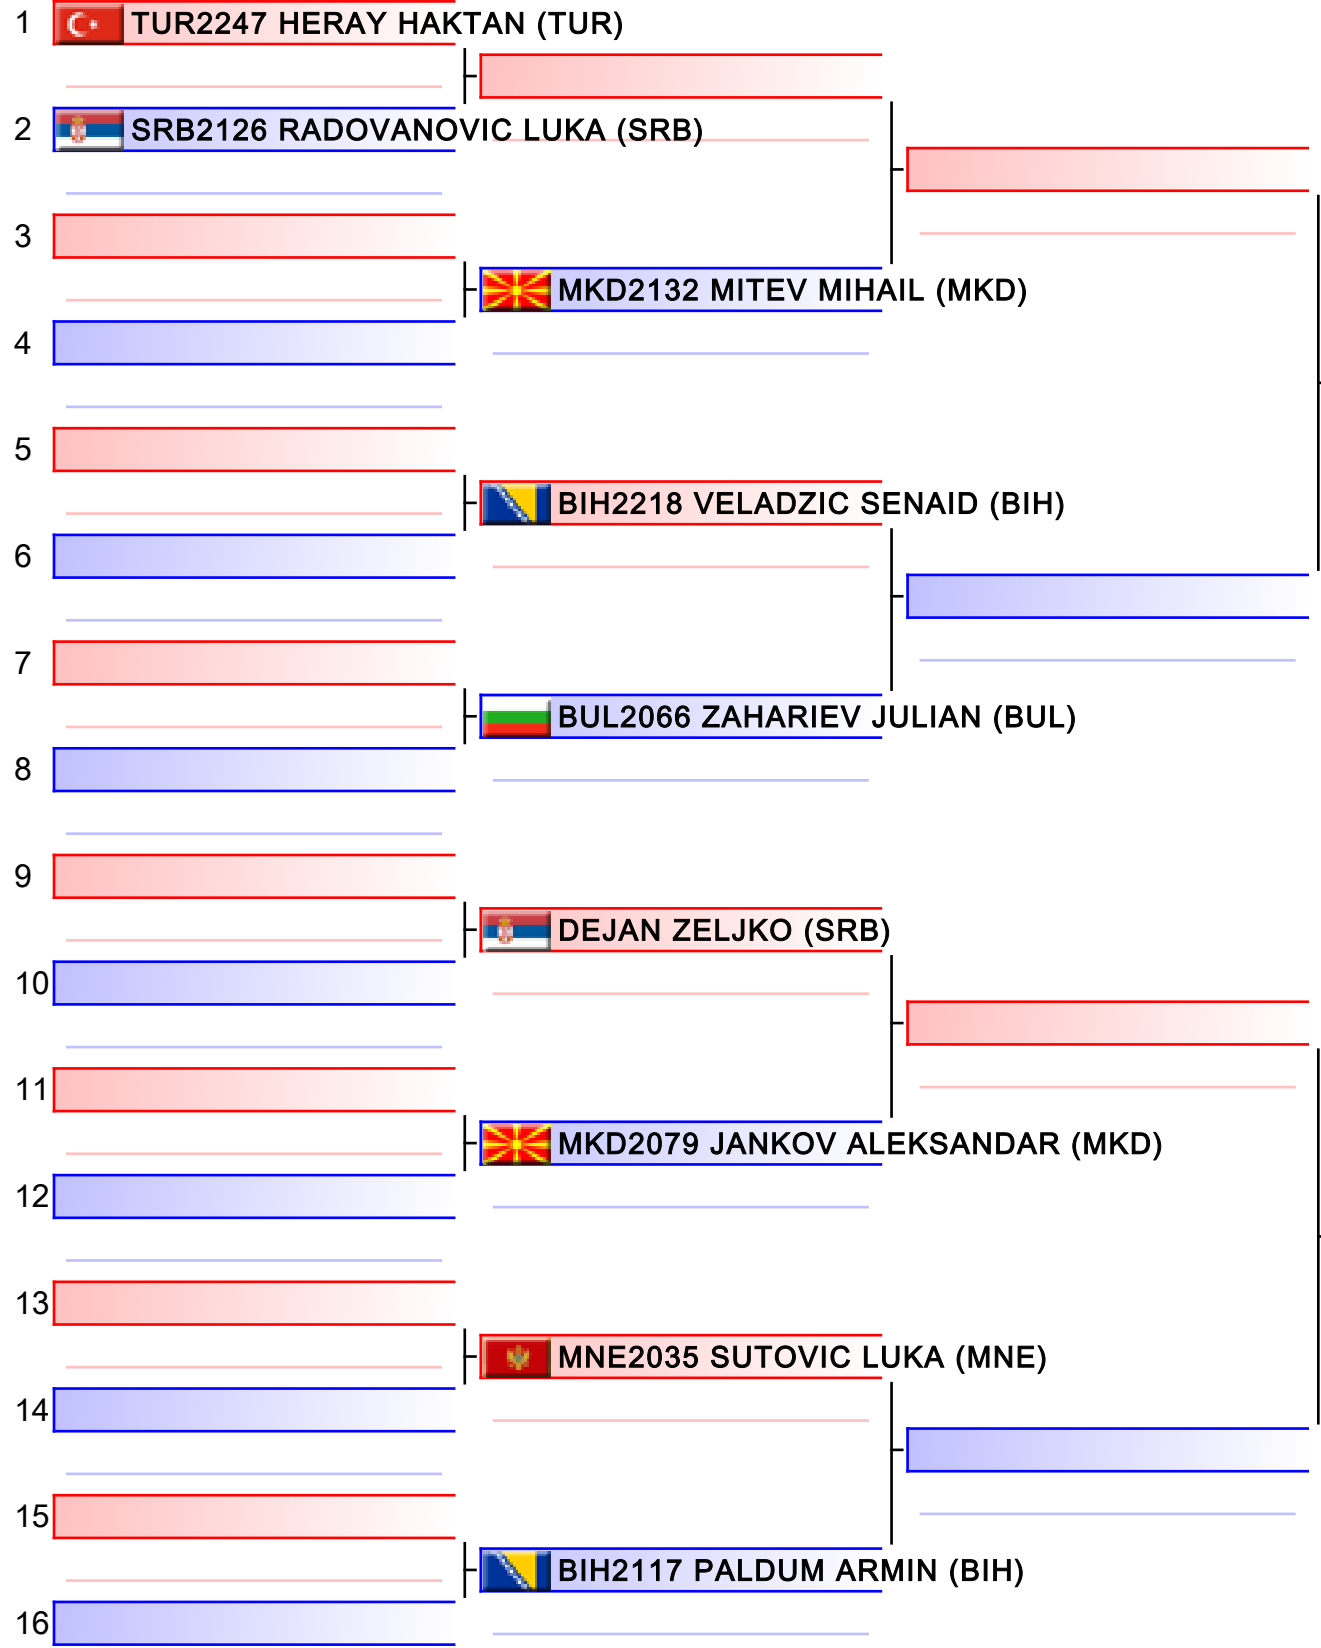 1 TUR2247 HERAY HAKTAN (TUR)
2 SRB2126 RADOVANOVIC LUKA (SRB)
3
MKD2132 MITEV MIHAIL (MKD)
4
5
BIH2218 VELADZIC SENAID (BIH)
6
7
BUL2066 ZAHARIEV JULIAN (BUL)
8
9
DEJAN ZELJKO (SRB)
10
11
MKD2079 JANKOV ALEKSANDAR (MKD)
12
13
MNE2035 SUTOVIC LUKA (MNE)
14
15
BIH2117 PALDUM ARMIN (BIH)
16